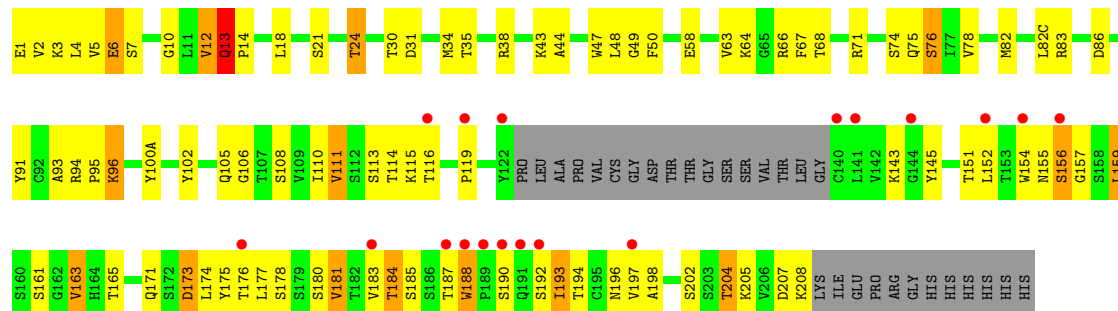 E1 V2 K3 L4 V5 E6 S7 G10 L11 V12 Q13 P14 L18 S21 T24 T30 D31 M34 T35 R38 K43 A44 W47 L48 G49 F50 E58 V63 K64 G65 R66 F67 T68 R71 S74 Q75 S76 I77 V78 M82 L82C R83 D86
Y91 C92 A93 R94 P95 K96 Y100A Y102 Q105 G106 T107 S108 V109 I110 V111 S112 S113 T114 K115 T116 P119 Y122 PRO LEU ALA PRO VAL CYS GLY ASP THR THR GLY SER SER VAL THR LEU GLY C140 L141 V142 K143 G144 Y145 T151 L152 T153 W154 N155 S156 G157 S158 L159
S160 S161 G162 V163 H164 T165 Q171 S172 D173 L174 Y175 T176 L177 S178 S179 S180 V181 T182 V183 T184 S185 S186 T187 W188 P189 S190 Q191 S192 I193 T194 C195 N196 V197 A198 S202 S203 T204 K205 V206 D207 K208 LYS ILE GLU PRO ARG GLY HIS HIS HIS HIS HIS HIS